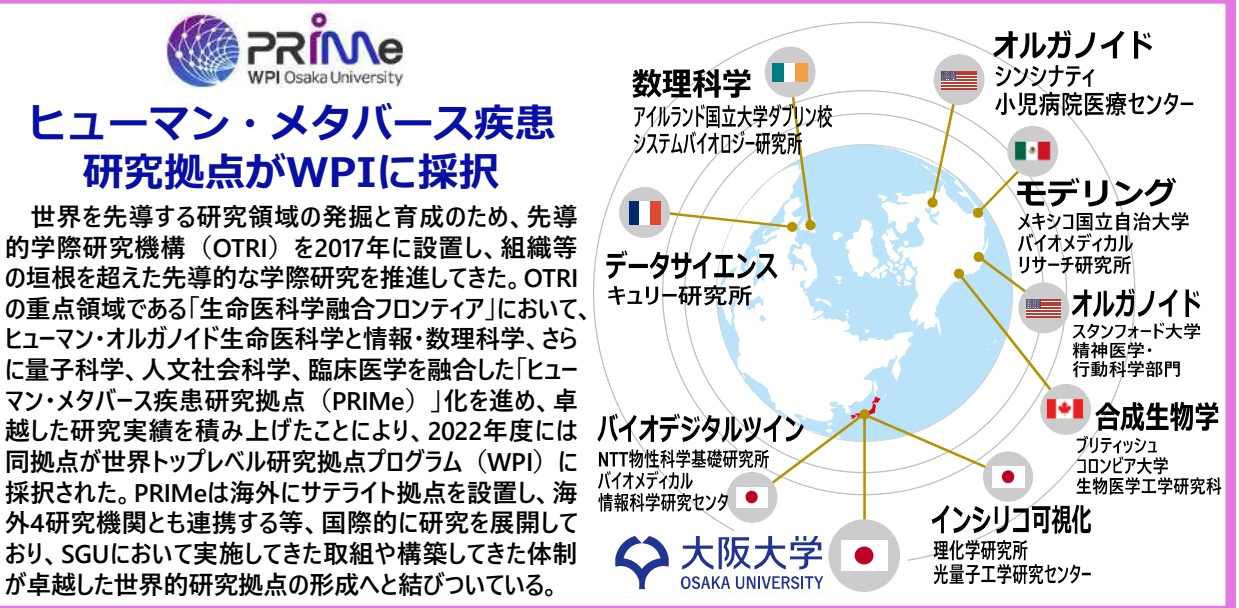 PRiMe
WPI Osaka University
ヒューマン・メタバース疾患
研究拠点がWPIに採択
世界を先導する研究領域の発掘と育成のため、先導
的学際研究機構（OTRI）を2017年に設置し、組織等
の垣根を超えた先導的な学際研究を推進してきた。OTRI
の重点領域である「生命医科学融合フロンティア」において、
ヒューマン・オルガノイド生命医科学と情報・数理科学、さら
に量子科学、人文社会科学、臨床医学を融合した「ヒュー
マン・メタバース疾患研究拠点（PRIMe）」化を進め、卓
越した研究実績を積み上げたことにより、2022年度には
同拠点が世界トップレベル研究拠点プログラム（WPI）に
採択された。PRIMeは海外にサテライト拠点を設置し、海
外4研究機関とも連携する等、国際的に研究を展開して
おり、SGUにおいて実施してきた取組や構築してきた体制
が卓越した世界的研究拠点の形成へと結びついている。
数理科学
アイルランド国立大学ダブリン校
システムバイオロジー研究所
オルガノイド
シンシナティ
小児病院医療センター
モデリング
メキシコ国立自治大学
バイオメディカル
リサーチ研究所
データサイエンス
キュリー研究所
オルガノイド
スタンフォード大学
精神医学・
行動科学部門
合成生物学
ブリティッシュ
コロンビア大学
生物医学工学研究科
バイオデジタルツイン
NTT物性科学基礎研究所
バイオメディカル
情報科学研究センタ
インシリコ可視化
理化学研究所
光量子工学研究センター
大阪大学
OSAKA UNIVERSITY